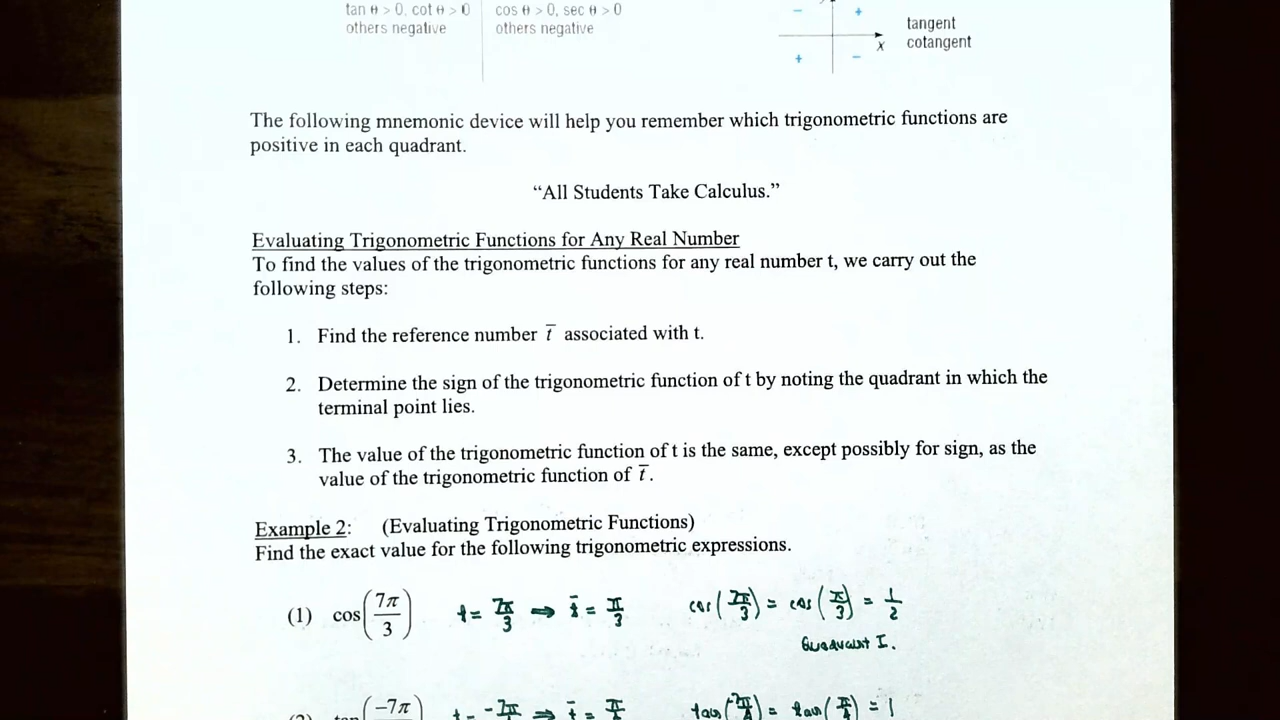 tan θ > 0, cot θ > 0
others negative
cos θ > 0, sec θ > 0
others negative
− +
+ −
x
tangent
cotangent
The following mnemonic device will help you remember which trigonometric functions are
positive in each quadrant.
“All Students Take Calculus.”
Evaluating Trigonometric Functions for Any Real Number
To find the values of the trigonometric functions for any real number t, we carry out the
following steps:
1. Find the reference number t̄ associated with t.
2. Determine the sign of the trigonometric function of t by noting the quadrant in which the
terminal point lies.
3. The value of the trigonometric function of t is the same, except possibly for sign, as the
value of the trigonometric function of t̄.
Example 2: (Evaluating Trigonometric Functions)
Find the exact value for the following trigonometric expressions.
(1) cos(7π/3) t = 7π/3 ⇒ t̄ = π/3 cos(7π/3) = cos(π/3) = 1/2
Quadrant I.
(2) tan(−7π t = −7π ⇒ t̄ = π tan( = tan( = 1